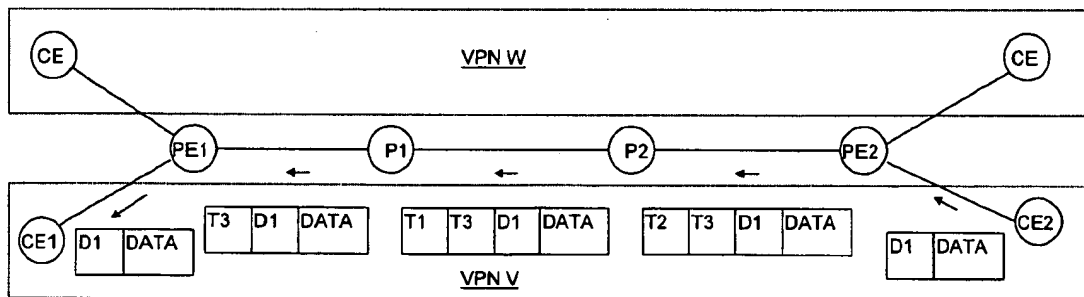 CE VPN W CE
PE1 P1 P2 PE2
CE1 D1 DATA T3 D1 DATA T1 T3 D1 DATA T2 T3 D1 DATA D1 DATA CE2
VPN V